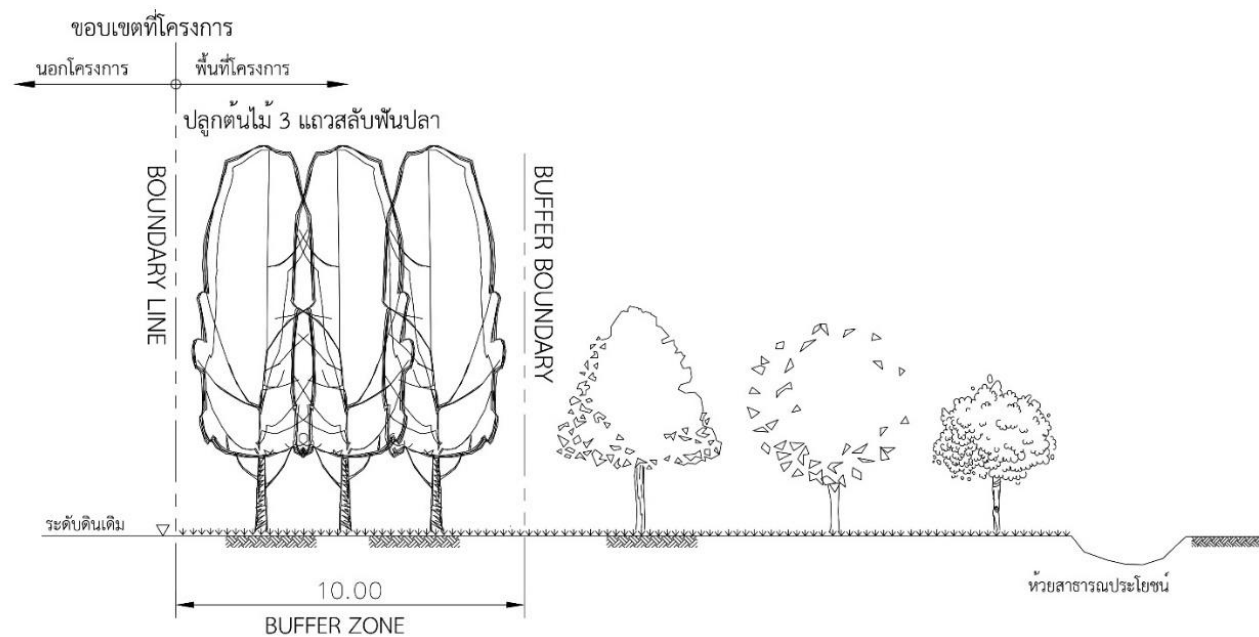 ขอบเขตที่โครงการ
นอกโครงการ
พื้นที่โครงการ
ปลูกต้นไม้ 3 แถวสลับฟันปลา
BOUNDARY LINE
BUFFER BOUNDARY
ระดับดินเดิม
10.00
BUFFER ZONE
ห้วยสาธารณประโยชน์